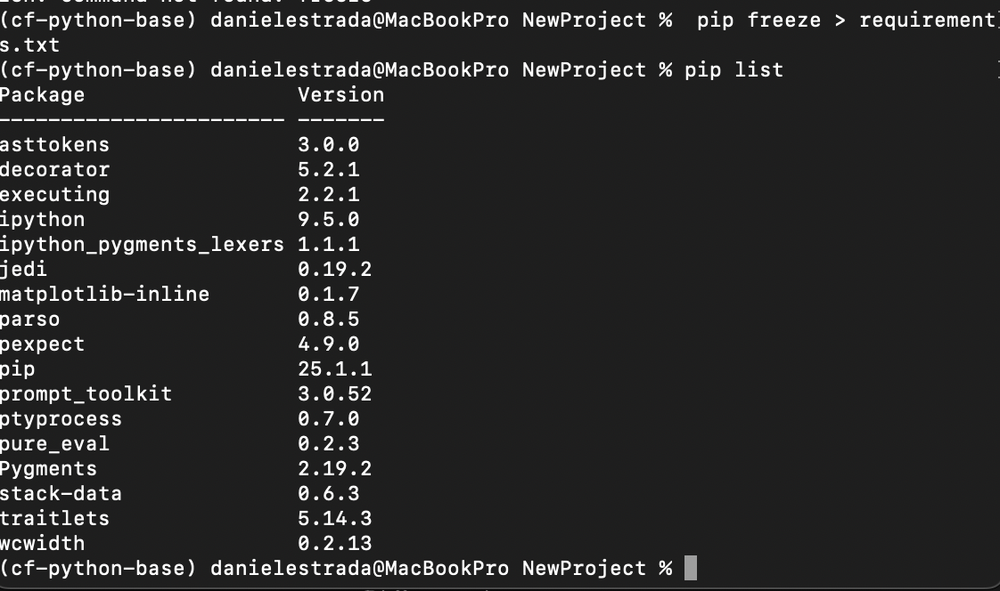 (cf-python-base) danielestrada@MacBookPro NewProject %  pip freeze > requirement
s.txt
(cf-python-base) danielestrada@MacBookPro NewProject % pip list
Package                 Version
----------------------- -------
asttokens               3.0.0
decorator               5.2.1
executing               2.2.1
ipython                 9.5.0
ipython_pygments_lexers 1.1.1
jedi                    0.19.2
matplotlib-inline       0.1.7
parso                   0.8.5
pexpect                 4.9.0
pip                     25.1.1
prompt_toolkit          3.0.52
ptyprocess              0.7.0
pure_eval               0.2.3
Pygments                2.19.2
stack-data              0.6.3
traitlets               5.14.3
wcwidth                 0.2.13
(cf-python-base) danielestrada@MacBookPro NewProject %